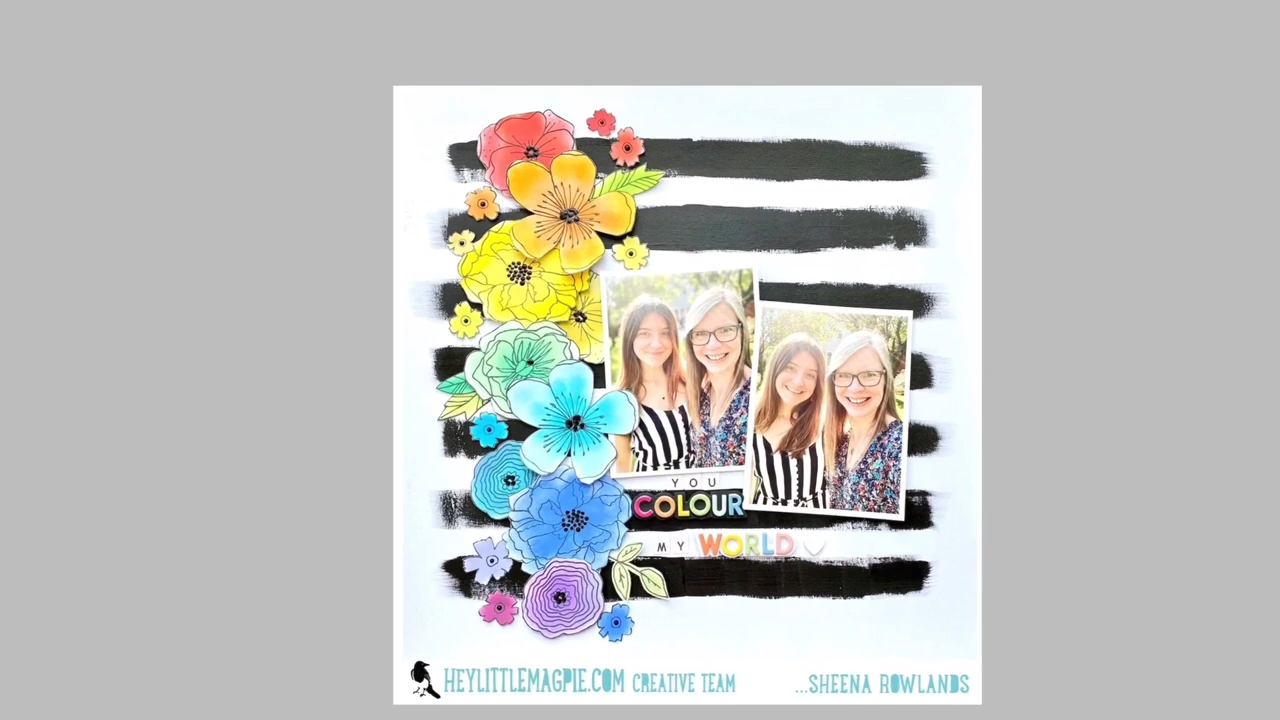 YOU
COLOUR
MY WORLD
HEYLITTLEMAGPIE.COM CREATIVE TEAM
...SHEENA ROWLANDS